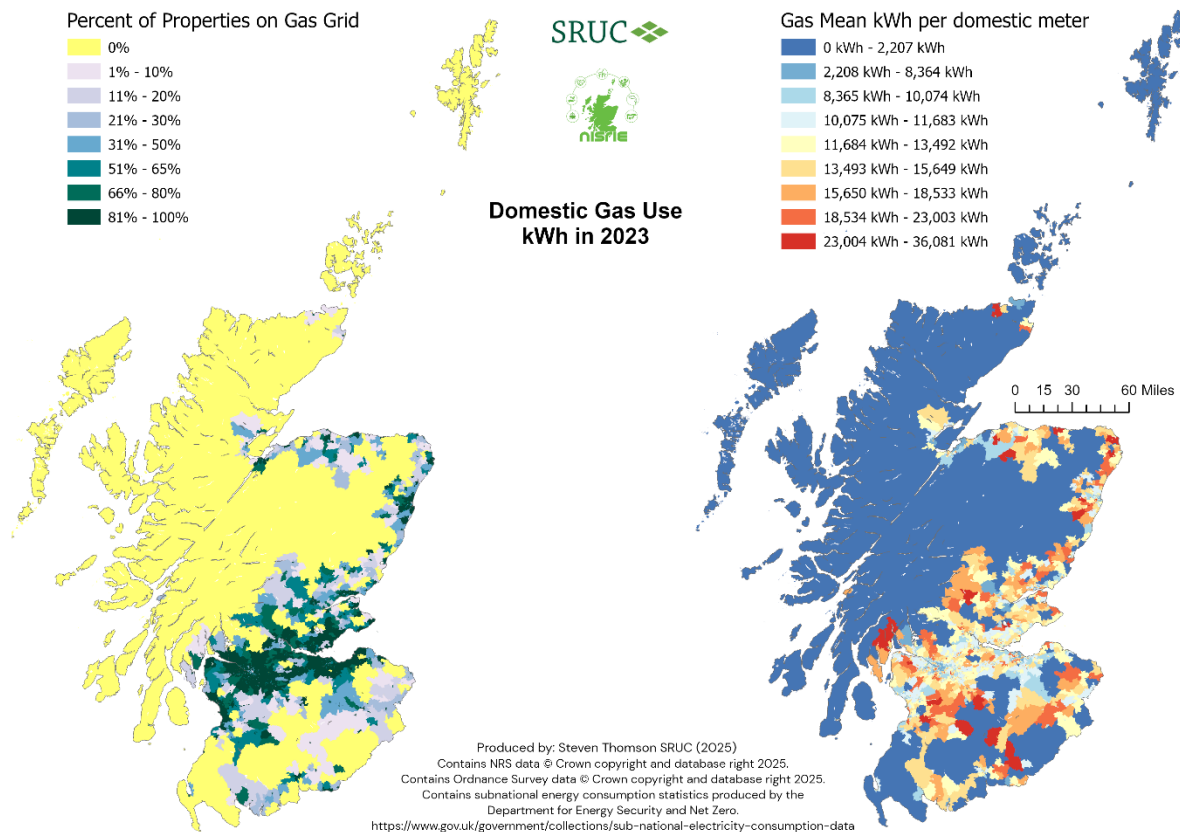 Percent of Properties on Gas Grid
0%
1% - 10%
11% - 20%
21% - 30%
31% - 50%
51% - 65%
66% - 80%
81% - 100%
SRUC
nisrie
Domestic Gas Use
kWh in 2023
Gas Mean kWh per domestic meter
0 kWh - 2,207 kWh
2,208 kWh - 8,364 kWh
8,365 kWh - 10,074 kWh
10,075 kWh - 11,683 kWh
11,684 kWh - 13,492 kWh
13,493 kWh - 15,649 kWh
15,650 kWh - 18,533 kWh
18,534 kWh - 23,003 kWh
23,004 kWh - 36,081 kWh
0 15 30 60 Miles
Produced by: Steven Thomson SRUC (2025)
Contains NRS data © Crown copyright and database right 2025.
Contains Ordnance Survey data © Crown copyright and database right 2025.
Contains subnational energy consumption statistics produced by the
Department for Energy Security and Net Zero.
https://www.gov.uk/government/collections/sub-national-electricity-consumption-data